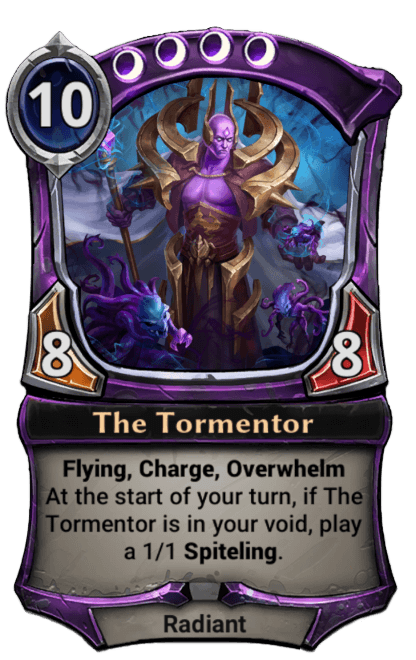 10
8
8
The Tormentor
Flying, Charge, Overwhelm
At the start of your turn, if The
Tormentor is in your void, play
a 1/1 Spiteling.
Radiant